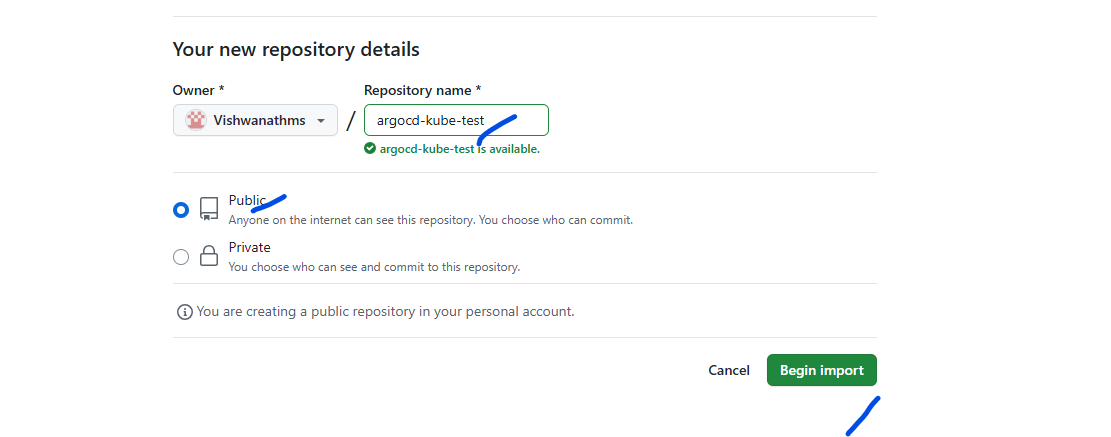 Your new repository details
Owner * Repository name *
Vishwanathms / argocd-kube-test
argocd-kube-test is available.
Public
Anyone on the internet can see this repository. You choose who can commit.
Private
You choose who can see and commit to this repository.
You are creating a public repository in your personal account.
Cancel Begin import